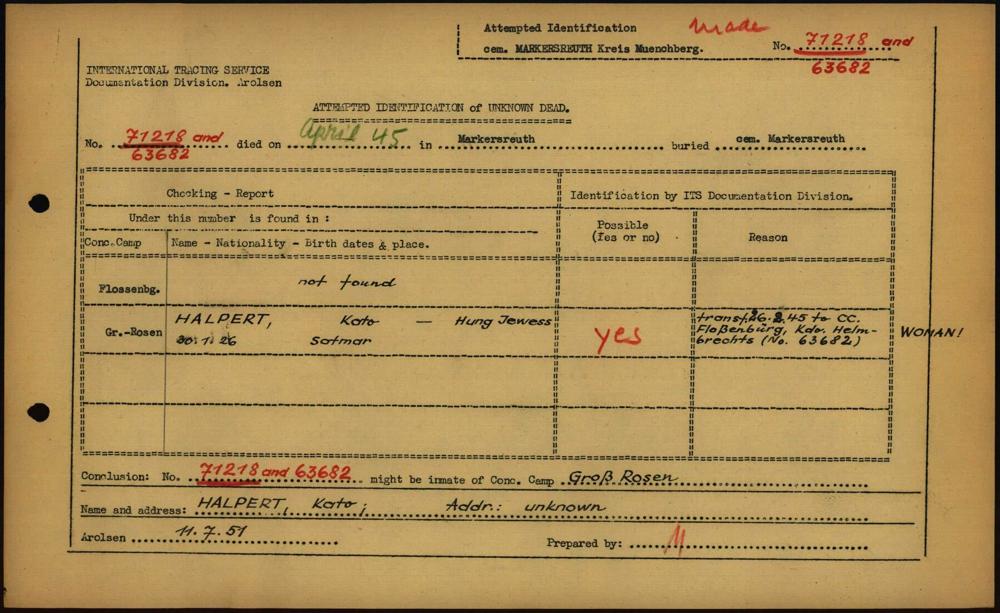 Attempted Identification made
cem. MARKERSREUTH Kreis Muenchberg. No. 71218 and
63682
INTERNATIONAL TRACING SERVICE
Documentation Division. Arolsen
ATTEMPTED IDENTIFICATION of UNKNOWN DEAD.
No. 71218 and died on April 45 in Markersreuth buried cem. Markersreuth
63682
Checking - Report
Identification by ITS Documentation Division.
Under this number is found in :
Possible
(Yes or no)
Reason
Conc.Camp Name - Nationality - Birth dates & place.
Flossenbg. not found
Gr.-Rosen HALPERT, Kato — Hung Jewess
30.1.26 Satmar
yes
transf. 26.2.45 to CC.
Floßenbürg, Kdo. Helm-
brechts (No. 63682)
WOMAN!
Conclusion: No. 71218 and 63682 might be inmate of Conc. Camp Groß Rosen
Name and address: HALPERT, Kato; Addr.: unknown
Arolsen 11.7.51
Prepared by: